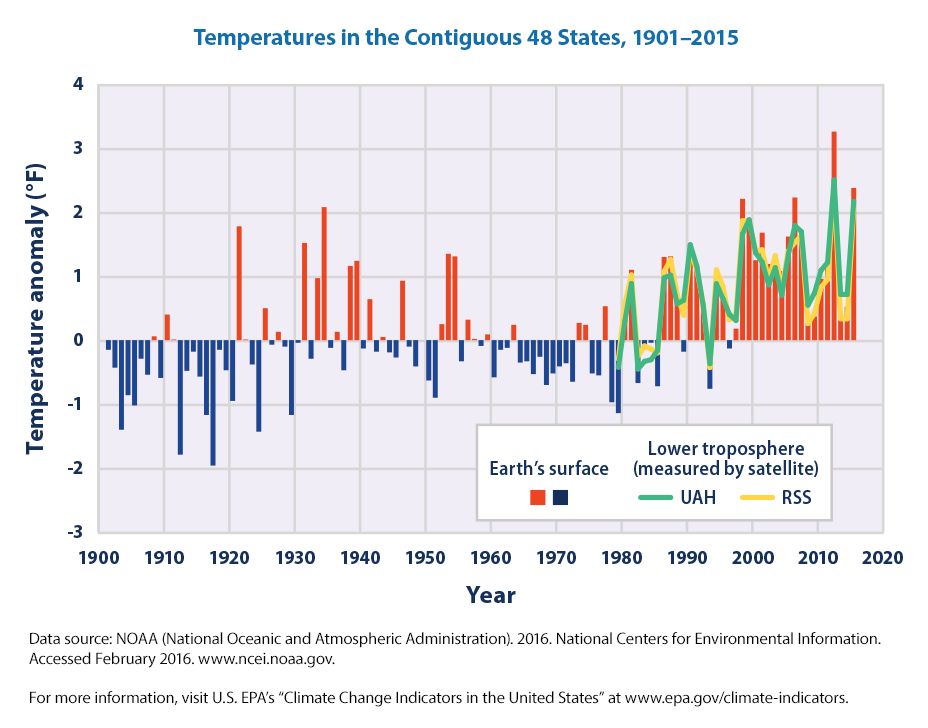 Temperatures in the Contiguous 48 States, 1901–2015
Temperature anomaly (°F)
4
3
2
1
0
-1
-2
-3
Earth's surface
Lower troposphere
(measured by satellite)
UAH
RSS
1900 1910 1920 1930 1940 1950 1960 1970 1980 1990 2000 2010 2020
Year
Data source: NOAA (National Oceanic and Atmospheric Administration). 2016. National Centers for Environmental Information.
Accessed February 2016. www.ncei.noaa.gov.
For more information, visit U.S. EPA's “Climate Change Indicators in the United States” at www.epa.gov/climate-indicators.